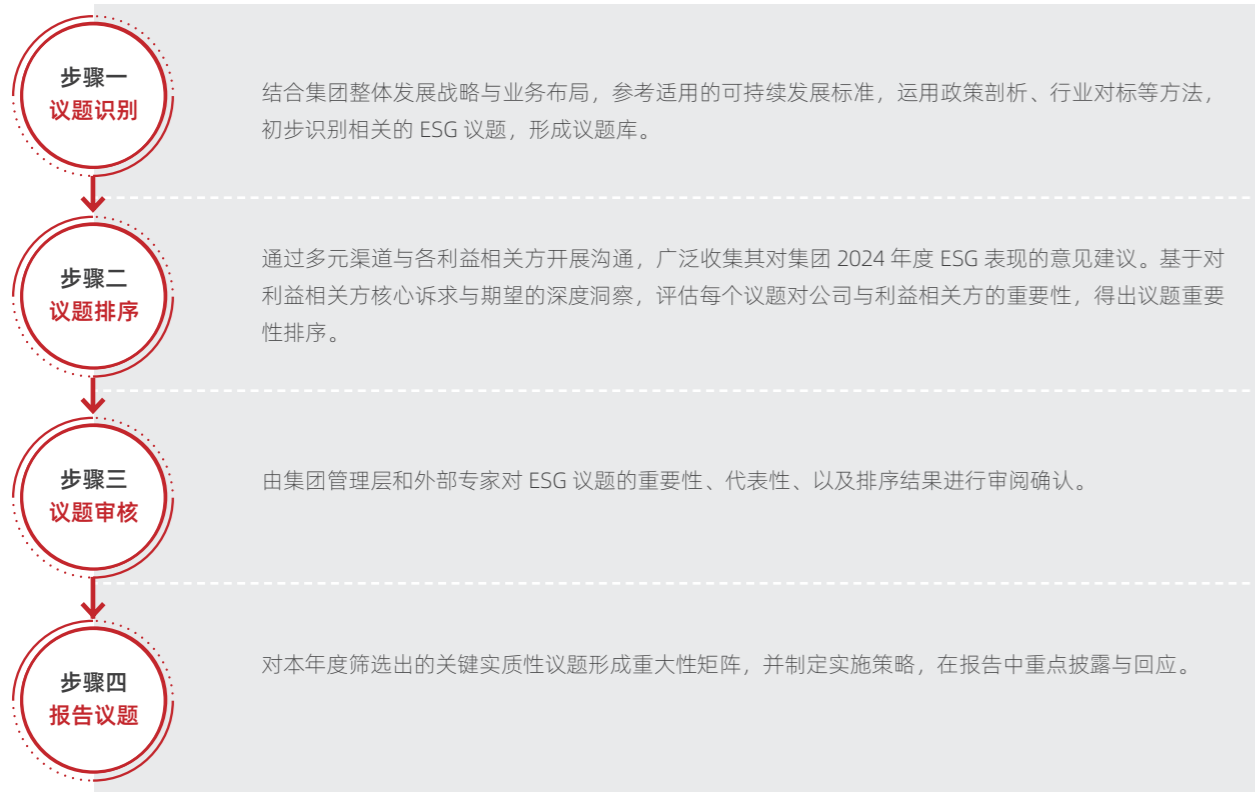 步骤一
议题识别
结合集团整体发展战略与业务布局，参考适用的可持续发展标准，运用政策剖析、行业对标等方法，
初步识别相关的 ESG 议题，形成议题库。
步骤二
议题排序
通过多元渠道与各利益相关方开展沟通，广泛收集其对集团 2024 年度 ESG 表现的意见建议。基于对
利益相关方核心诉求与期望的深度洞察，评估每个议题对公司与利益相关方的重要性，得出议题重要
性排序。
步骤三
议题审核
由集团管理层和外部专家对 ESG 议题的重要性、代表性、以及排序结果进行审阅确认。
步骤四
报告议题
对本年度筛选出的关键实质性议题形成重大性矩阵，并制定实施策略，在报告中重点披露与回应。